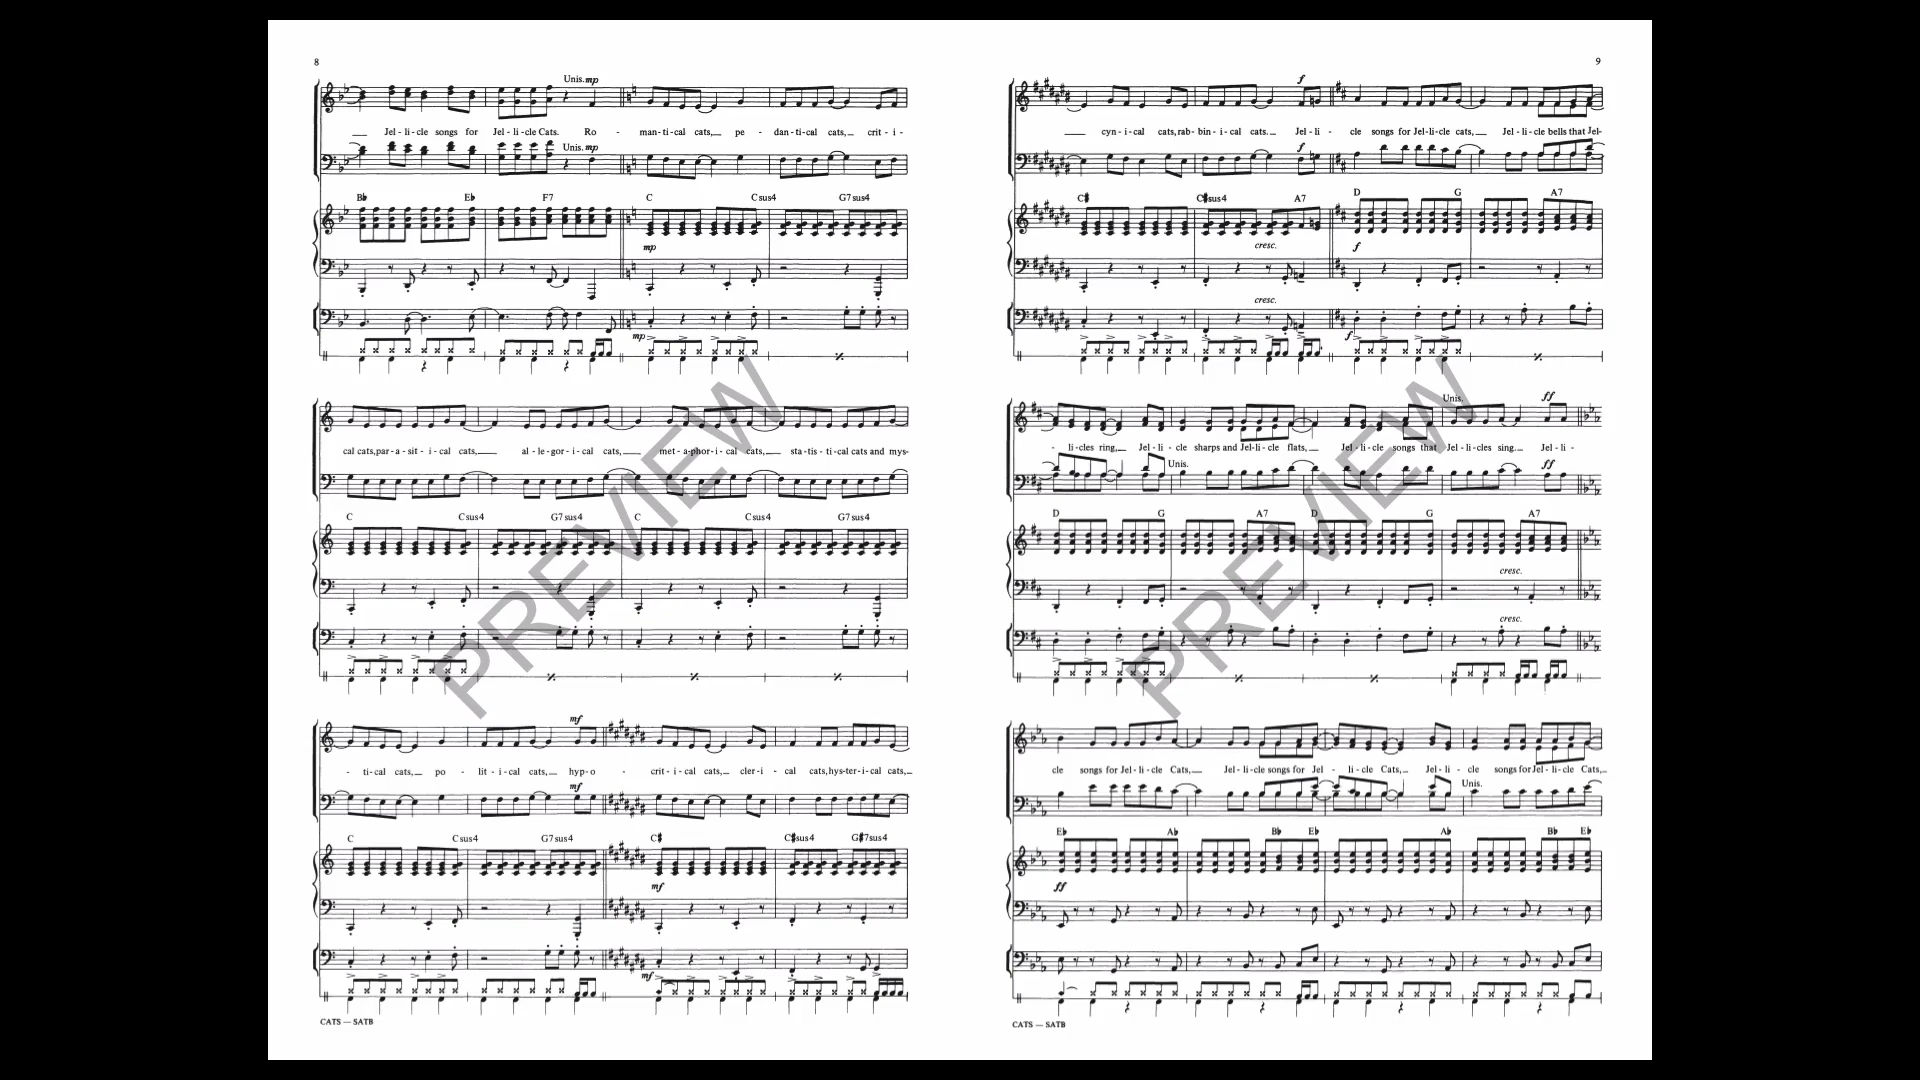 8
Unis. mp
Jel - li - cle songs for Jel - li - cle Cats. Ro - man - ti - cal cats, pe - dan - ti - cal cats, crit - i -
Unis. mp
Bb Eb F7 C Csus4 G7sus4
mp
mp
cal cats, par - a - sit - i - cal cats, al - le - gor - i - cal cats, met - a - phor - i - cal cats, sta - tis - ti - cal cats and mys-
C Csus4 G7sus4 C Csus4 G7sus4
mf
- ti - cal cats, po - lit - i - cal cats, hyp - o - crit - i - cal cats, cler - i - cal cats, hys - ter - i - cal cats,
mf
C Csus4 G7sus4 C# C#sus4 G#7sus4
mf
mf
CATS — SATB
PREVIEW
9
f
cyn - i - cal cats, rab - bin - i - cal cats. Jel - li - cle songs for Jel - li - cle cats, Jel - li - cle bells that Jel-
f
C# C#sus4 A7 D G A7
cresc. f
cresc.
f
Unis. ff
- li - cles ring, Jel - li - cle sharps and Jel - li - cle flats, Jel - li - cle songs that Jel - li - cles sing. Jel - li -
Unis. ff
D G A7 D G A7
cresc.
cresc.
cle songs for Jel - li - cle Cats, Jel - li - cle songs for Jel - li - cle Cats, Jel - li - cle songs for Jel - li - cle Cats,
Unis.
Eb Ab Bb Eb Ab Bb Eb
ff
CATS — SATB
PREVIEW